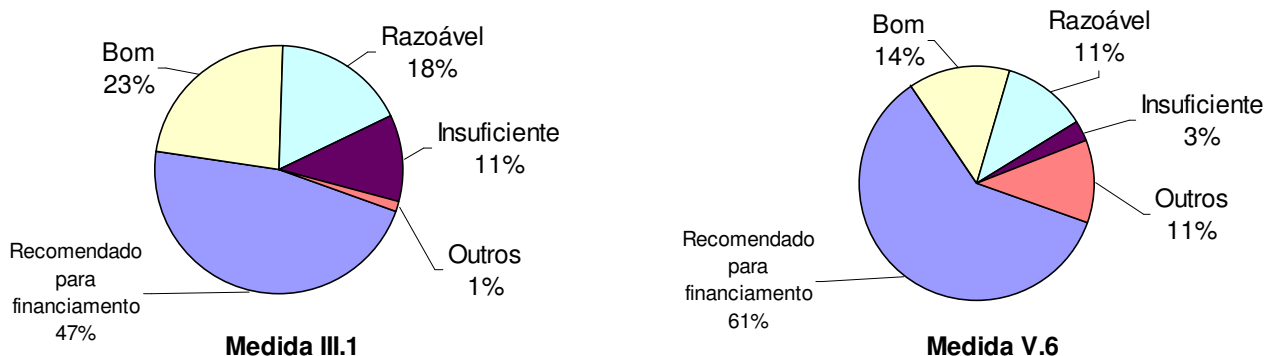 Bom
23%
Razoável
18%
Insuficiente
11%
Outros
1%
Recomendado
para
financiamento
47%
Medida III.1
Bom
14%
Razoável
11%
Insuficiente
3%
Outros
11%
Recomendado
para
financiamento
61%
Medida V.6